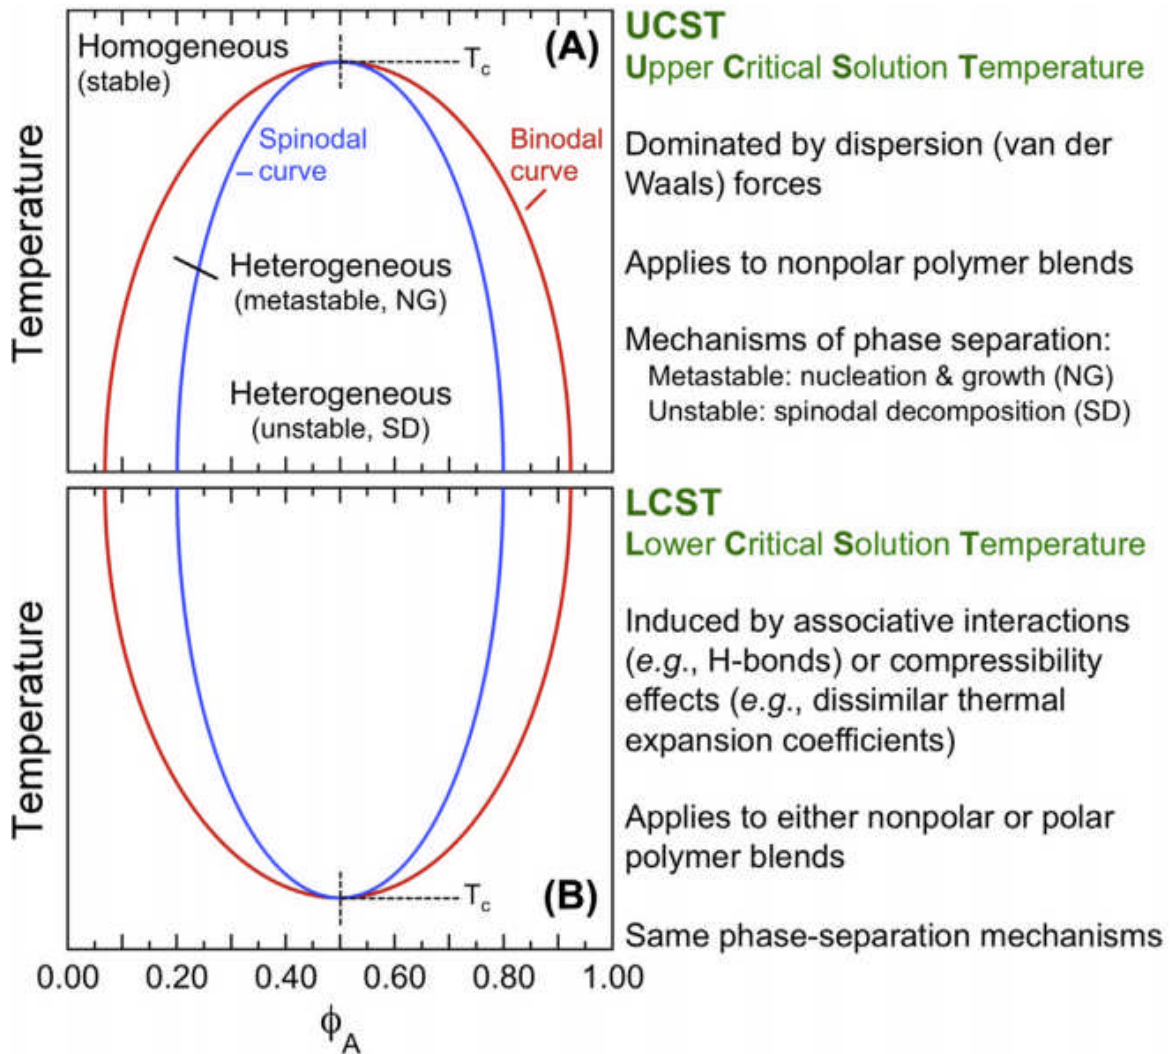 Homogeneous
(stable)
T_c
(A)
Spinodal
curve
Binodal
curve
Heterogeneous
(metastable, NG)
Heterogeneous
(unstable, SD)
Temperature
UCST
Upper Critical Solution Temperature
Dominated by dispersion (van der
Waals) forces
Applies to nonpolar polymer blends
Mechanisms of phase separation:
Metastable: nucleation & growth (NG)
Unstable: spinodal decomposition (SD)
Temperature
T_c
(B)
0.00 0.20 0.40 0.60 0.80 1.00
ϕ_A
LCST
Lower Critical Solution Temperature
Induced by associative interactions
(e.g., H-bonds) or compressibility
effects (e.g., dissimilar thermal
expansion coefficients)
Applies to either nonpolar or polar
polymer blends
Same phase-separation mechanisms